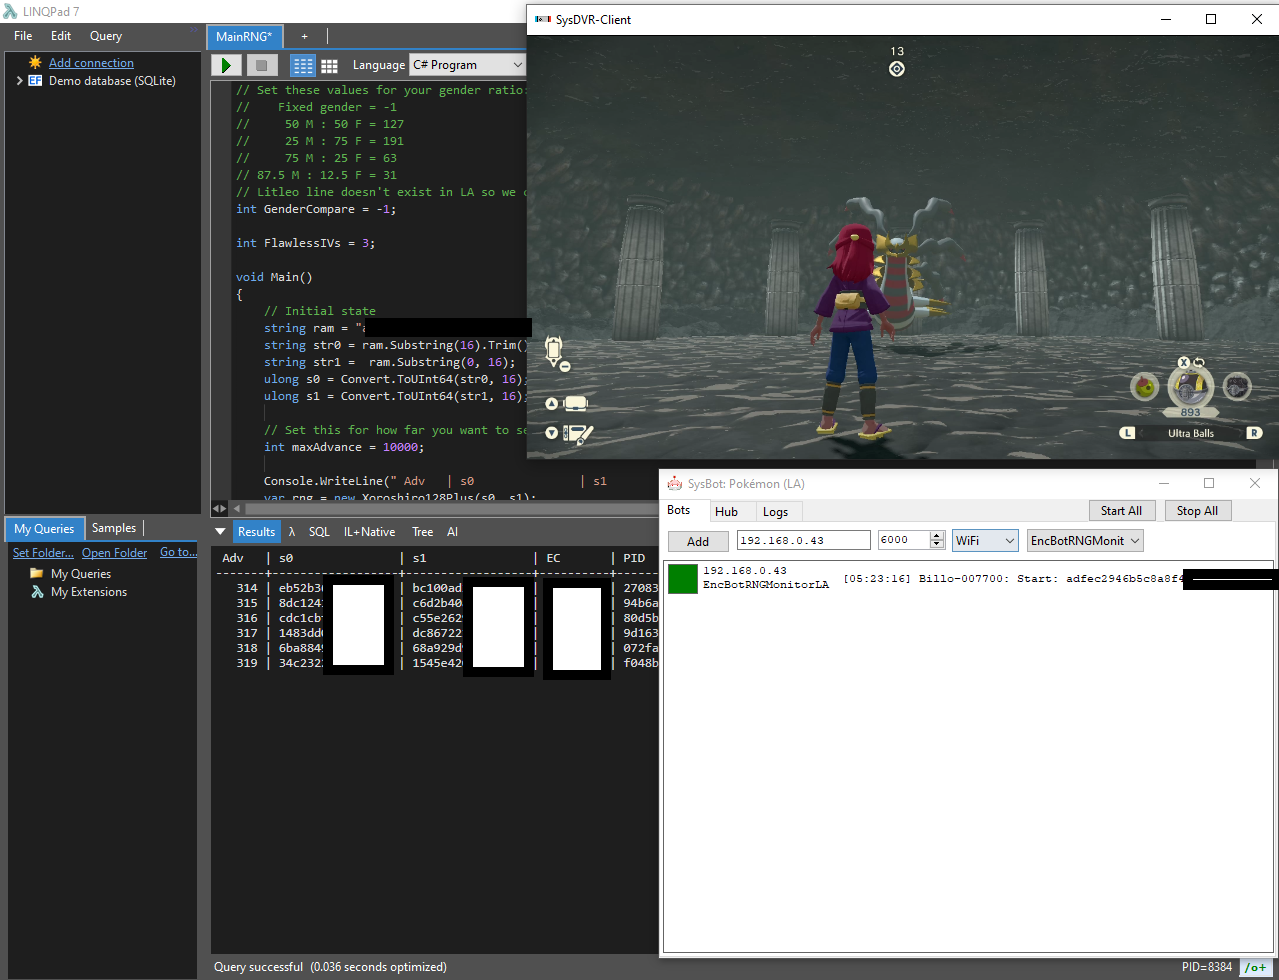 LINQPad 7
File Edit Query
Add connection
Demo database (SQLite)
MainRNG* +
Language C# Program
// Set these values for your gender ratio:
// Fixed gender = -1
// 50 M : 50 F = 127
// 25 M : 75 F = 191
// 75 M : 25 F = 63
// 87.5 M : 12.5 F = 31
// Litleo line doesn't exist in LA so we
int GenderCompare = -1;
int FlawlessIVs = 3;
void Main()
{
// Initial state
string ram = "a
string str0 = ram.Substring(16).Trim()
string str1 = ram.Substring(0, 16);
ulong s0 = Convert.ToUInt64(str0, 16);
ulong s1 = Convert.ToUInt64(str1, 16)
// Set this for how far you want to se
int maxAdvance = 10000;
Console.WriteLine(" Adv | s0 | s1
var rng = new Xoroshiro128Plus(s0, s1);
SysDVR-Client
13
X
893
L Ultra Balls R
My Queries Samples
Set Folder... Open Folder Go to...
My Queries
My Extensions
Results λ SQL IL+Native Tree AI
Adv | s0 | s1 | EC | PID
314 | eb52b3 | bc100ad | | 27083
315 | 8dc124 | c6d2b40 | | 94b6a
316 | cdc1cb | c55e262 | | 80d5b
317 | 1483dd | dc86722 | | 9d163
318 | 6ba884 | 68a929d | | 072fa
319 | 34c232 | 1545e42 | | f048b
SysBot: Pokémon (LA)
Bots Hub Logs Start All Stop All
Add 192.168.0.43 6000 WiFi EncBotRNGMonit
192.168.0.43
EncBotRNGMonitorLA [05:23:16] Billo-007700: Start: adfec2946b5c8a8f4
Query successful (0.036 seconds optimized)
PID=8384 /o+